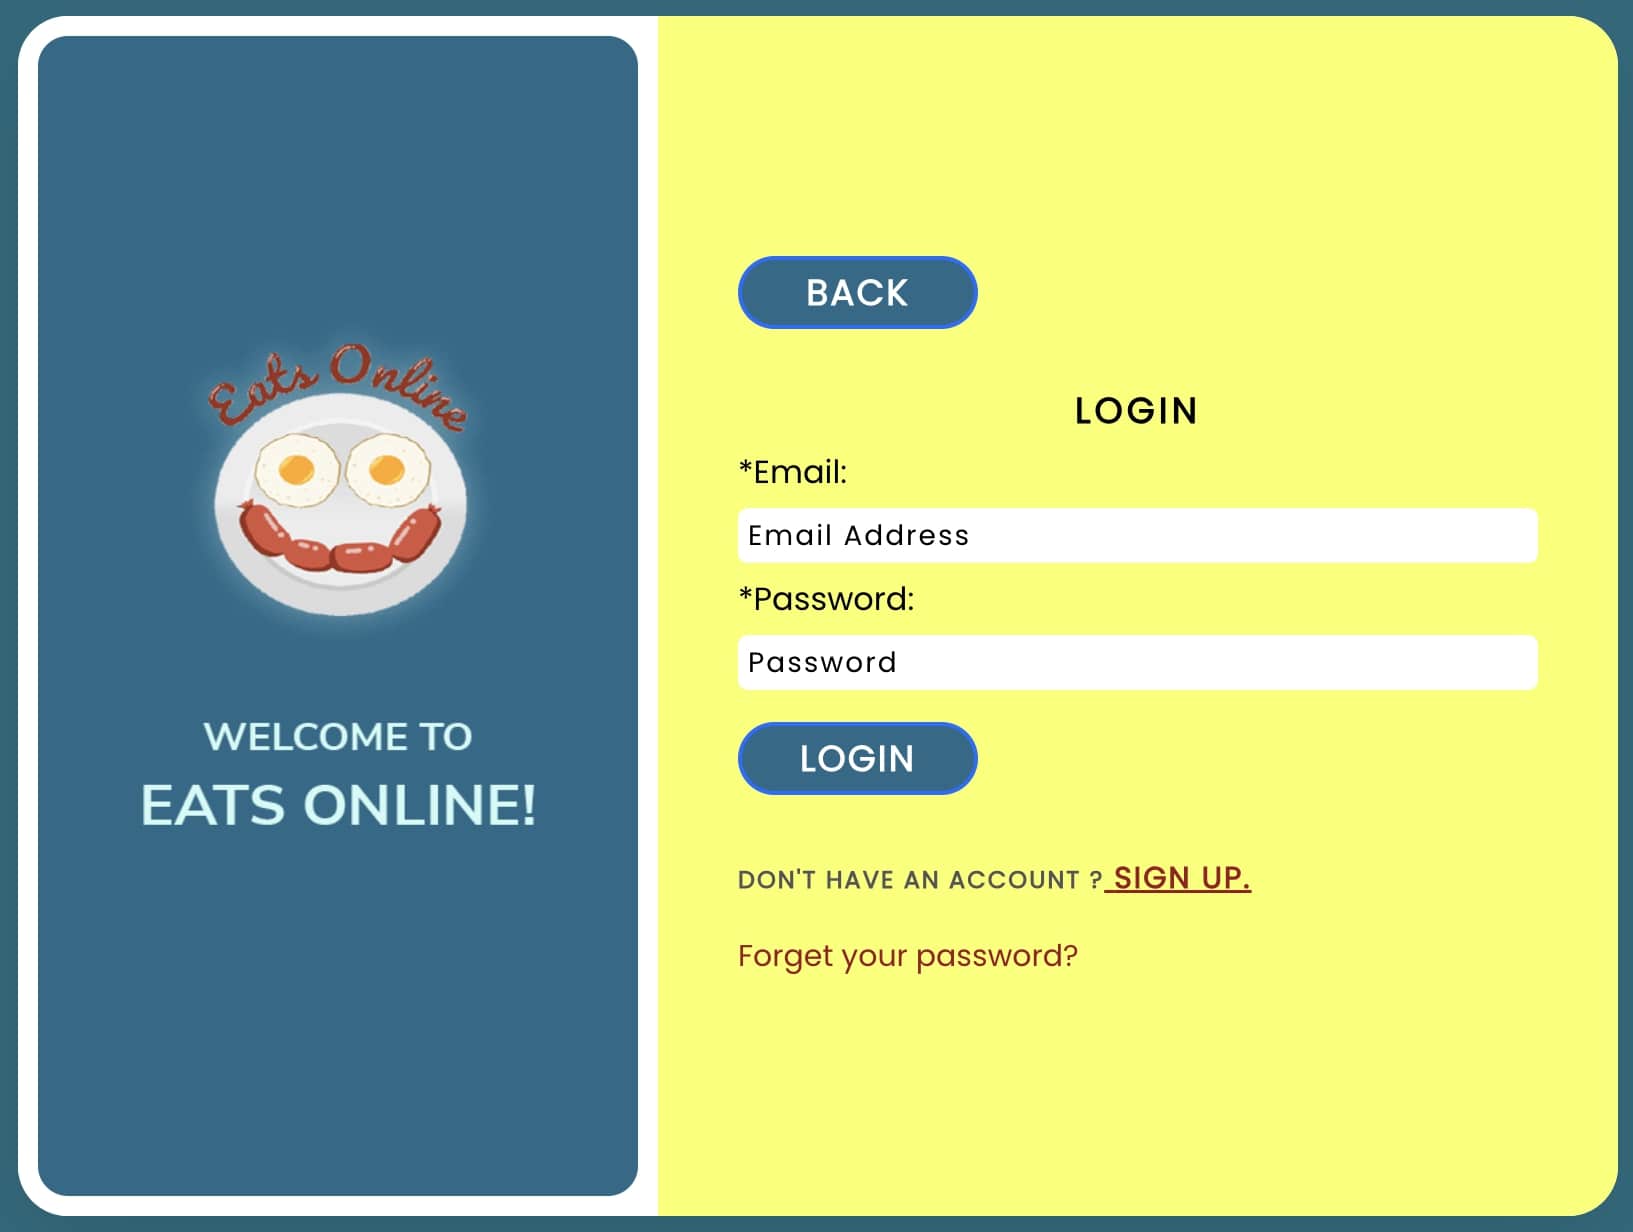 Eats Online
WELCOME TO
EATS ONLINE!
BACK
LOGIN
*Email:
Email Address
*Password:
Password
LOGIN
DON'T HAVE AN ACCOUNT ? SIGN UP.
Forget your password?